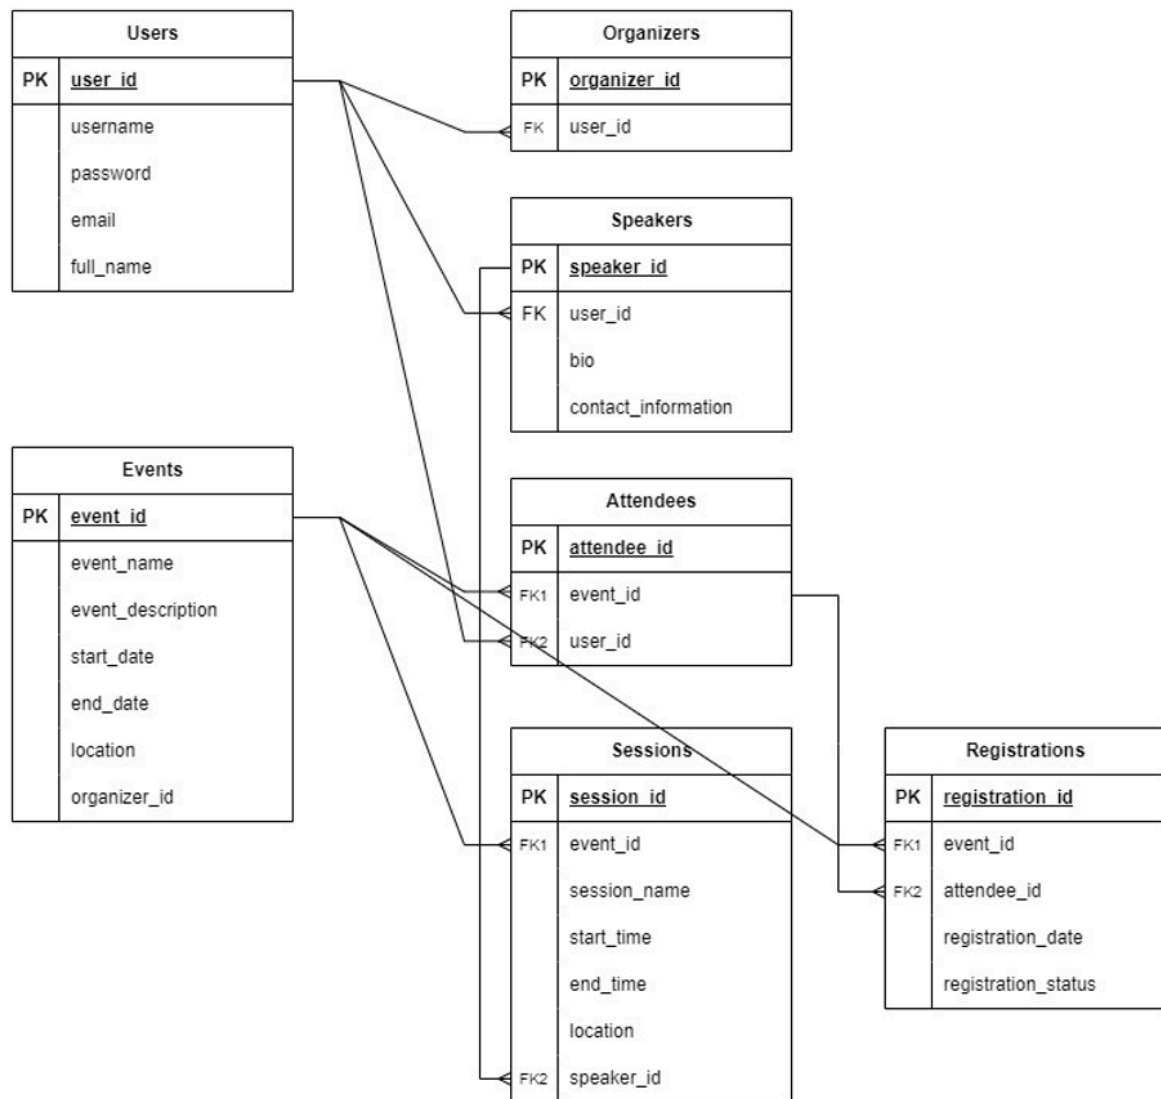 Users
PK user_id
username
password
email
full_name
Organizers
PK organizer_id
FK user_id
Speakers
PK speaker_id
FK user_id
bio
contact_information
Events
PK event_id
event_name
event_description
start_date
end_date
location
organizer_id
Attendees
PK attendee_id
FK1 event_id
FK2 user_id
Sessions
PK session_id
FK1 event_id
session_name
start_time
end_time
location
FK2 speaker_id
Registrations
PK registration_id
FK1 event_id
FK2 attendee_id
registration_date
registration_status